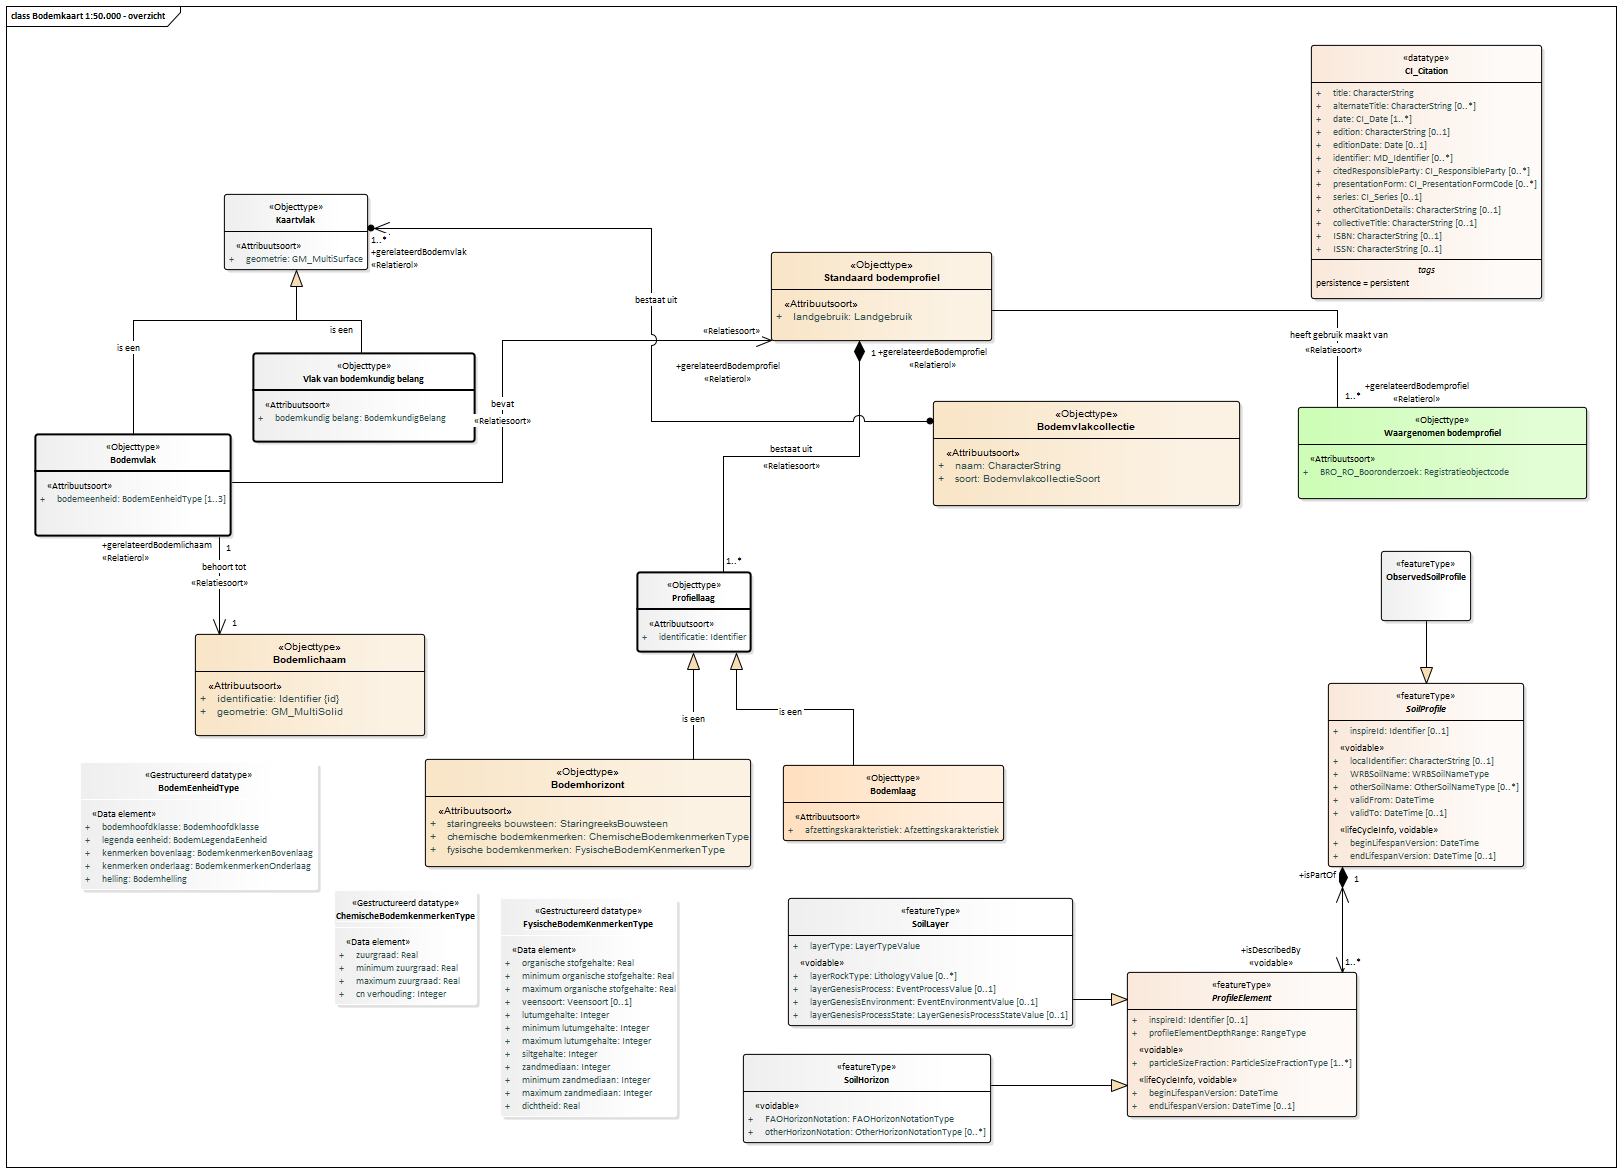 class Bodemkaart 1:50.000 - overzicht
«datatype»
CI_Citation
+ title: CharacterString
+ alternateTitle: CharacterString [0..*]
+ date: CI_Date [1..*]
+ edition: CharacterString [0..1]
+ editionDate: Date [0..1]
+ identifier: MD_Identifier [0..*]
+ citedResponsibleParty: CI_ResponsibleParty [0..*]
+ presentationForm: CI_PresentationFormCode [0..*]
+ series: CI_Series [0..1]
+ otherCitationDetails: CharacterString [0..1]
+ collectiveTitle: CharacterString [0..1]
+ ISBN: CharacterString [0..1]
+ ISSN: CharacterString [0..1]
tags
persistence = persistent
«Objecttype»
Kaartvlak
«Attribuutsoort»
+ geometrie: GM_MultiSurface
1..*
+gerelateerdBodemvlak
«Relatierol»
bestaat uit
is een
is een
«Objecttype»
Standaard bodemprofiel
«Attribuutsoort»
+ landgebruik: Landgebruik
«Relatiesoort»
+gerelateerdBodemprofiel
«Relatierol»
1 +gerelateerdeBodemprofiel
«Relatierol»
heeft gebruik maakt van
«Relatiesoort»
+gerelateerdBodemprofiel
«Relatierol»
1..*
«Objecttype»
Vlak van bodemkundig belang
«Attribuutsoort»
+ bodemkundig belang: BodemkundigBelang
bevat
«Relatiesoort»
«Objecttype»
Bodemvlakcollectie
«Attribuutsoort»
+ naam: CharacterString
+ soort: BodemvlakcollectieSoort
«Objecttype»
Waargenomen bodemprofiel
«Attribuutsoort»
+ BRO_RO_Booronderzoek: Registratieobjectcode
«Objecttype»
Bodemvlak
«Attribuutsoort»
+ bodemeenheid: BodemEenheidType [1..3]
bestaat uit
«Relatiesoort»
+gerelateerdBodemlichaam
«Relatierol»
1
behoort tot
«Relatiesoort»
1
1..*
«Objecttype»
Profiellaag
«Attribuutsoort»
+ identificatie: Identifier
«featureType»
ObservedSoilProfile
«Objecttype»
Bodemlichaam
«Attribuutsoort»
+ identificatie: Identifier {id}
+ geometrie: GM_MultiSolid
is een
is een
«featureType»
SoilProfile
+ inspireId: Identifier [0..1]
«voidable»
+ localIdentifier: CharacterString [0..1]
+ WRBSoilName: WRBSoilNameType
+ otherSoilName: OtherSoilNameType [0..*]
+ validFrom: DateTime
+ validTo: DateTime [0..1]
«lifeCycleInfo, voidable»
+ beginLifespanVersion: DateTime
+ endLifespanVersion: DateTime [0..1]
«Gestructureerd datatype»
BodemEenheidType
«Data element»
+ bodemhoofdklasse: Bodemhoofdklasse
+ legenda eenheid: BodemLegendaEenheid
+ kenmerken bovenlaag: BodemkenmerkenBovenlaag
+ kenmerken onderlaag: BodemkenmerkenOnderlaag
+ helling: Bodemhelling
«Objecttype»
Bodemhorizont
«Attribuutsoort»
+ staringreeks bouwsteen: StaringreeksBouwsteen
+ chemische bodemkenmerken: ChemischeBodemkenmerkenType
+ fysische bodemkenmerken: FysischeBodemKenmerkenType
«Objecttype»
Bodemlaag
«Attribuutsoort»
+ afzettingskarakteristiek: Afzettingskarakteristiek
+isPartOf
1
+isDescribedBy
«voidable»
1..*
«Gestructureerd datatype»
ChemischeBodemkenmerkenType
«Data element»
+ zuurgraad: Real
+ minimum zuurgraad: Real
+ maximum zuurgraad: Real
+ cn verhouding: Integer
«Gestructureerd datatype»
FysischeBodemKenmerkenType
«Data element»
+ organische stofgehalte: Real
+ minimum organische stofgehalte: Real
+ maximum organische stofgehalte: Real
+ veensoort: Veensoort [0..1]
+ lutumgehalte: Integer
+ minimum lutumgehalte: Integer
+ maximum lutumgehalte: Integer
+ siltgehalte: Integer
+ zandmediaan: Integer
+ minimum zandmediaan: Integer
+ maximum zandmediaan: Integer
+ dichtheid: Real
«featureType»
SoilLayer
+ layerType: LayerTypeValue
«voidable»
+ layerRockType: LithologyValue [0..*]
+ layerGenesisProcess: EventProcessValue [0..1]
+ layerGenesisEnvironment: EventEnvironmentValue [0..1]
+ layerGenesisProcessState: LayerGenesisProcessStateValue [0..1]
«featureType»
ProfileElement
+ inspireId: Identifier [0..1]
+ profileElementDepthRange: RangeType
«voidable»
+ particleSizeFraction: ParticleSizeFractionType [1..*]
«lifeCycleInfo, voidable»
+ beginLifespanVersion: DateTime
+ endLifespanVersion: DateTime [0..1]
«featureType»
SoilHorizon
«voidable»
+ FAOHorizonNotation: FAOHorizonNotationType
+ otherHorizonNotation: OtherHorizonNotationType [0..*]